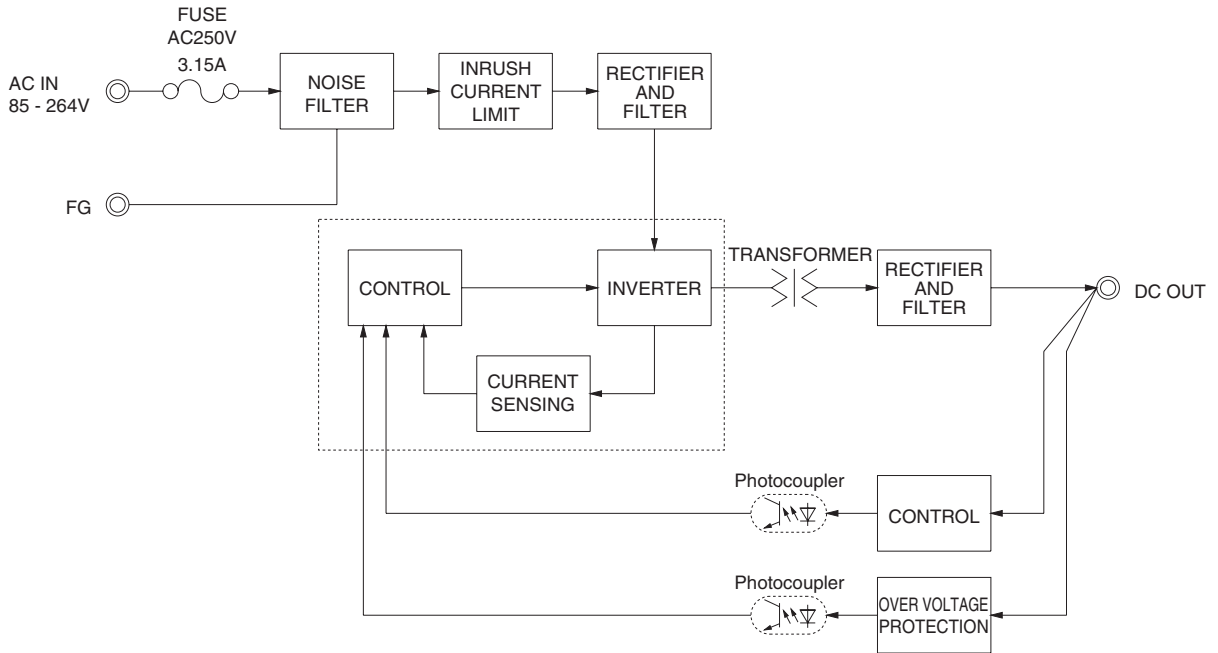 FUSE
AC250V
3.15A
AC IN
85 - 264V
NOISE
FILTER
INRUSH
CURRENT
LIMIT
RECTIFIER
AND
FILTER
FG
CONTROL
INVERTER
TRANSFORMER
RECTIFIER
AND
FILTER
DC OUT
CURRENT
SENSING
Photocoupler
CONTROL
Photocoupler
OVER VOLTAGE
PROTECTION